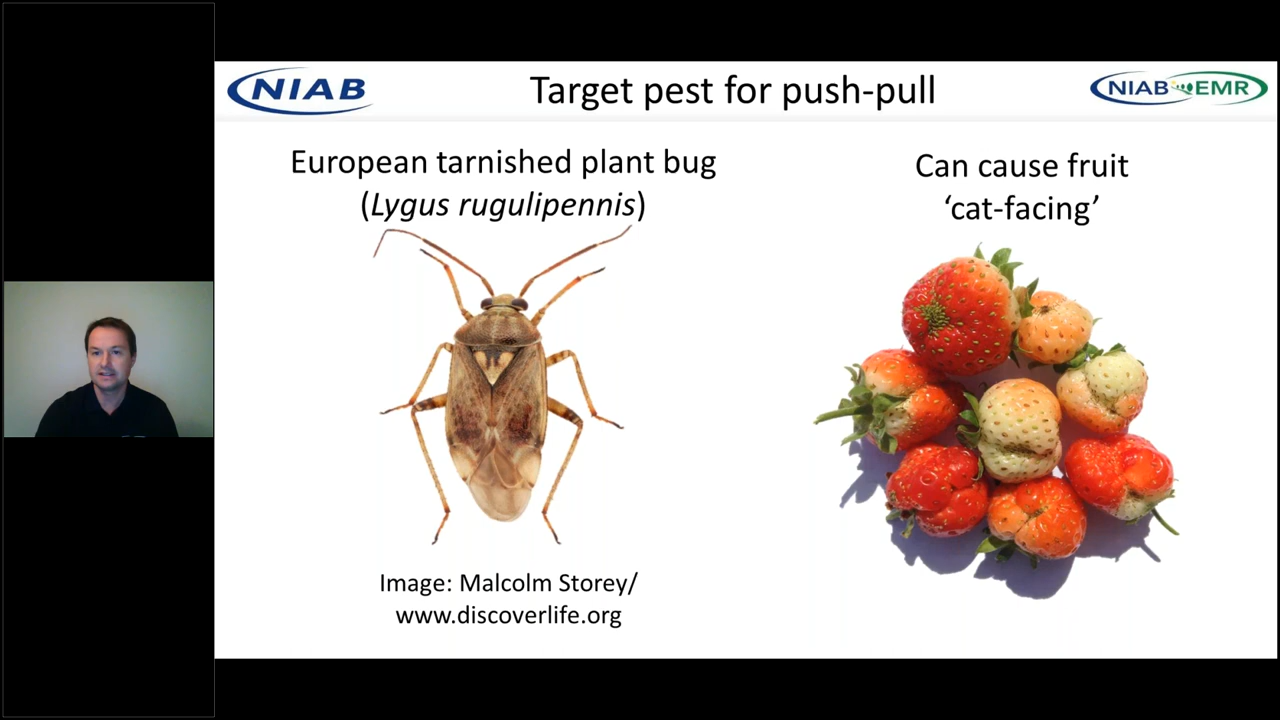 NIAB
Target pest for push-pull
NIAB EMR
European tarnished plant bug
(Lygus rugulipennis)
Can cause fruit
‘cat-facing’
Image: Malcolm Storey/
www.discoverlife.org